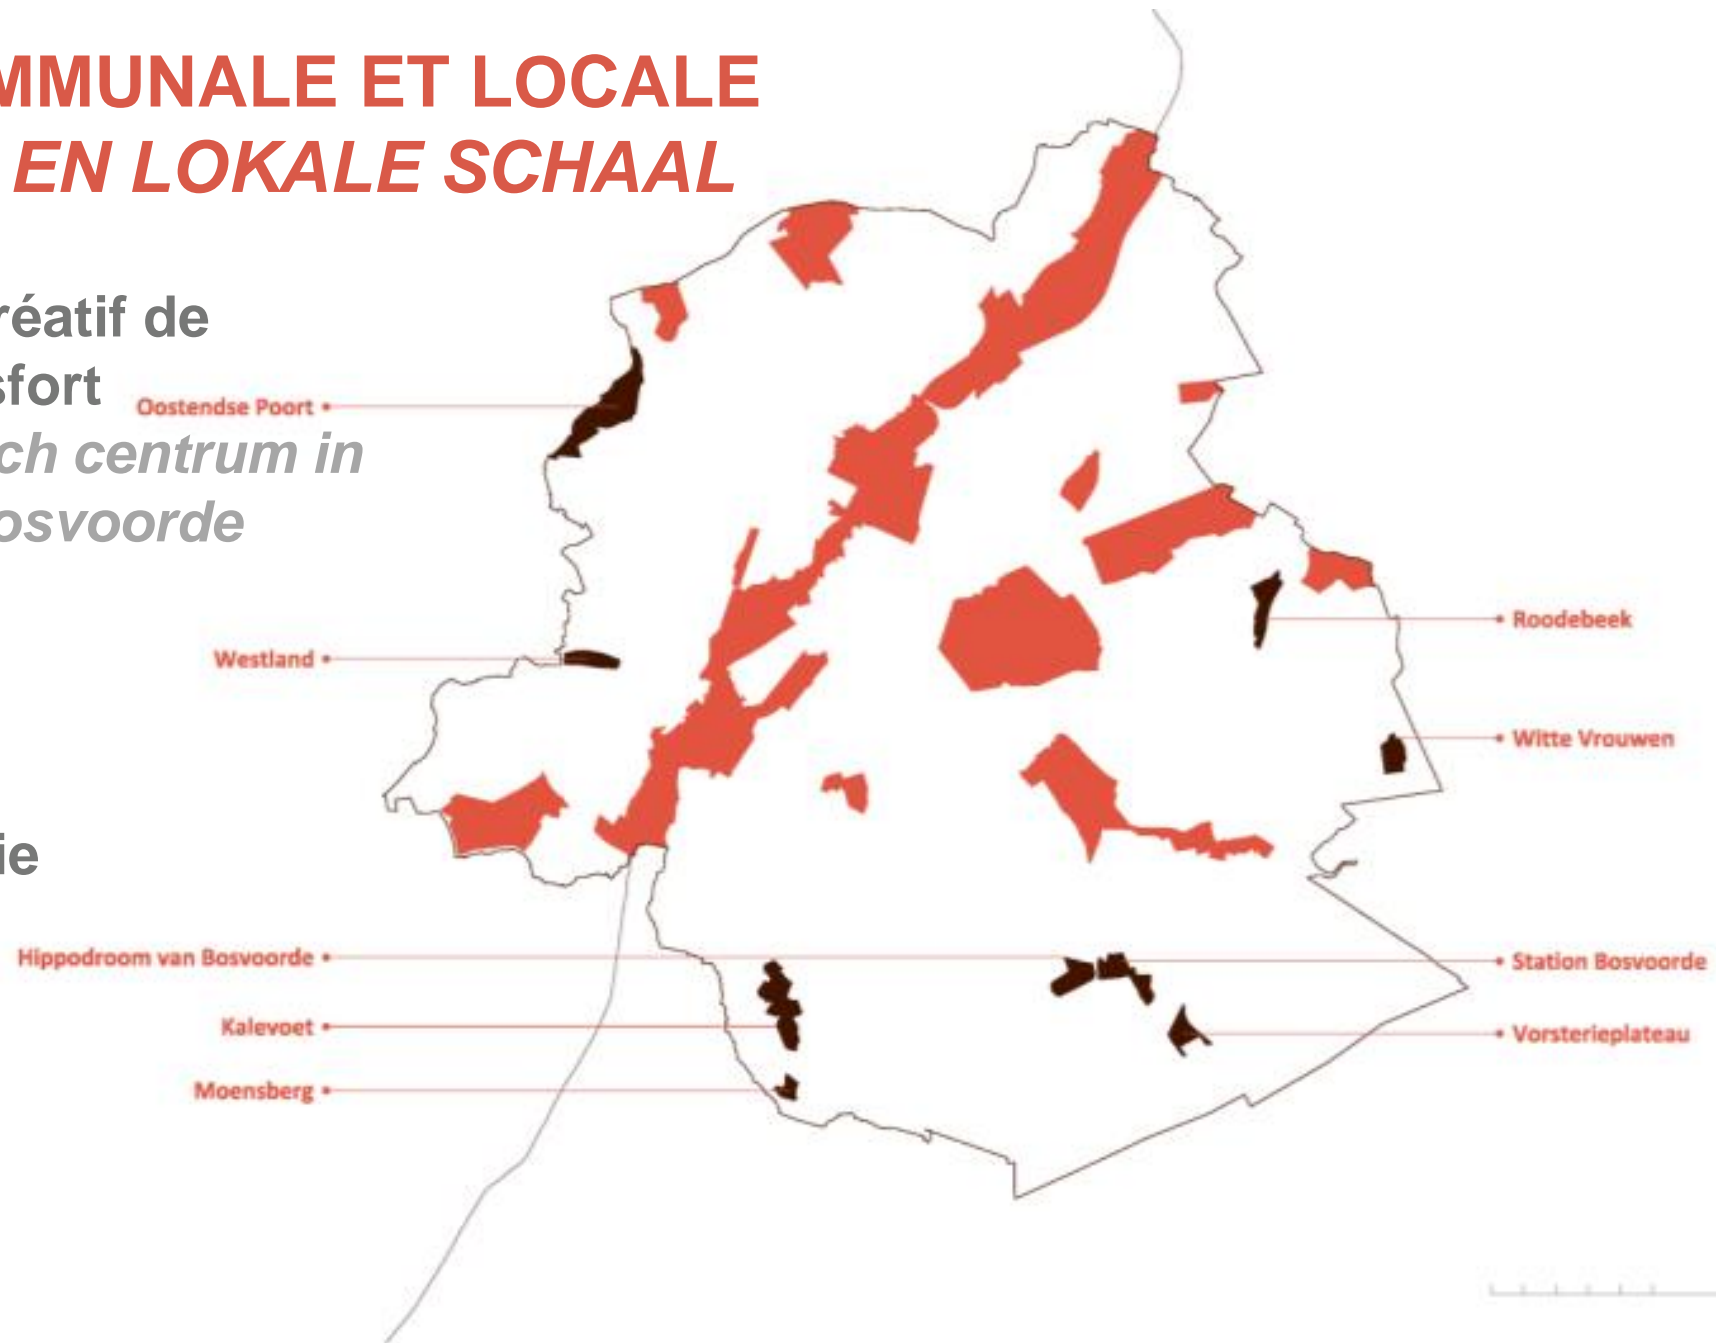 MMUNALE ET LOCALE
EN LOKALE SCHAAL
réatif de
sfort
ch centrum in
osvoorde
ie
Oostendse Poort
Westland
Hippodroom van Bosvoorde
Kalevoet
Moensberg
Roodebeek
Witte Vrouwen
Station Bosvoorde
Vorsterieplateau